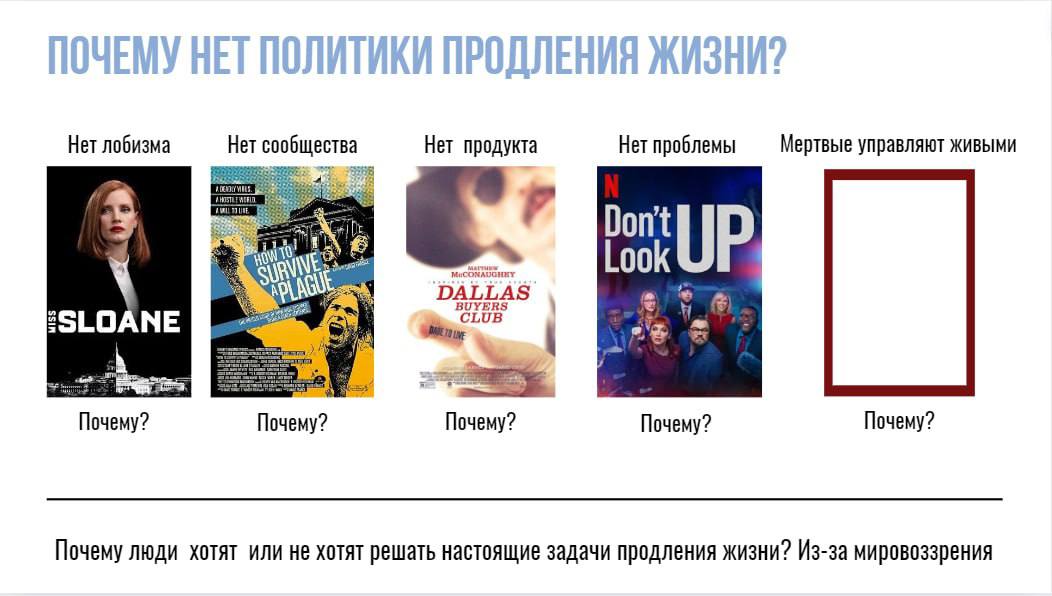 ПОЧЕМУ НЕТ ПОЛИТИКИ ПРОДЛЕНИЯ ЖИЗНИ?
Нет лобизма
Нет сообщества
Нет продукта
Нет проблемы
Мертвые управляют живыми
MISS SLOANE
A DEADLY VIRUS.
A HOSTILE WORLD.
A WILL TO LIVE.
HOW TO
SURVIVE
A PLAGUE
MATTHEW
McCONAUGHEY
DALLAS
BUYERS
CLUB
DARE TO LIVE
N
Don't
Look UP
Почему?
Почему?
Почему?
Почему?
Почему?
Почему люди хотят или не хотят решать настоящие задачи продления жизни? Из-за мировоззрения